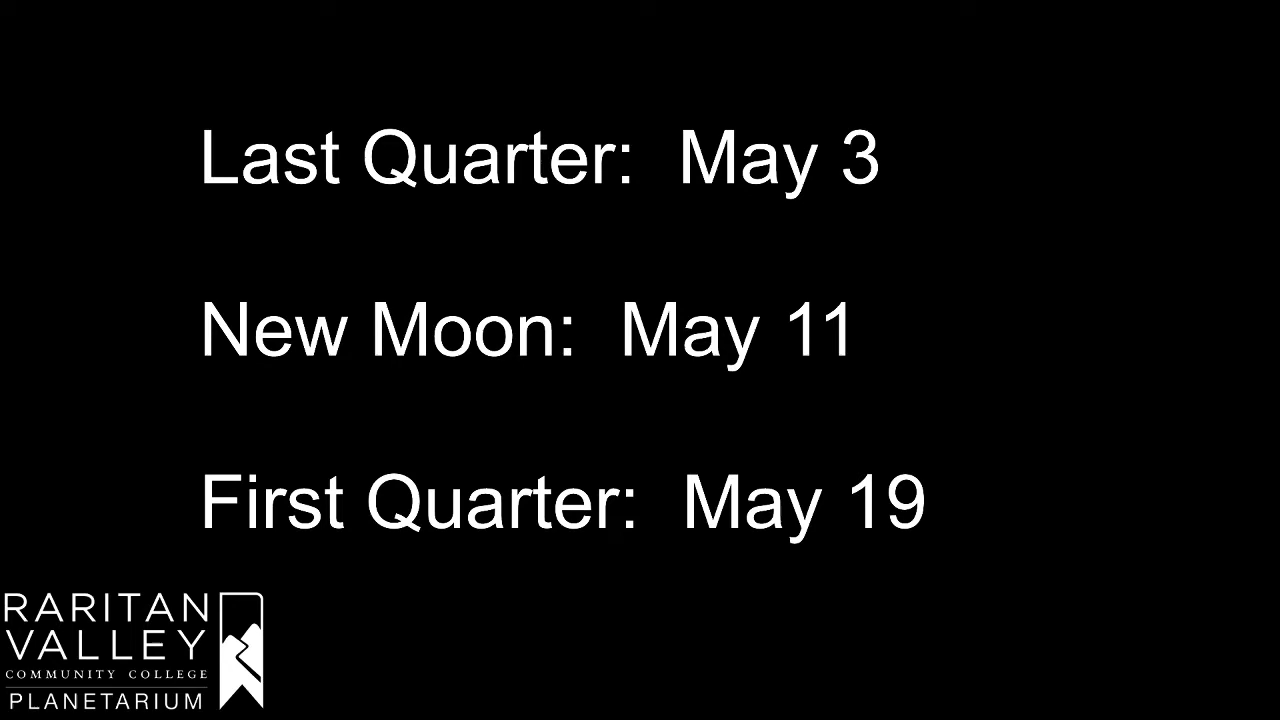 Last Quarter:  May 3
New Moon:  May 11
First Quarter:  May 19
RARITAN
VALLEY
COMMUNITY COLLEGE
PLANETARIUM